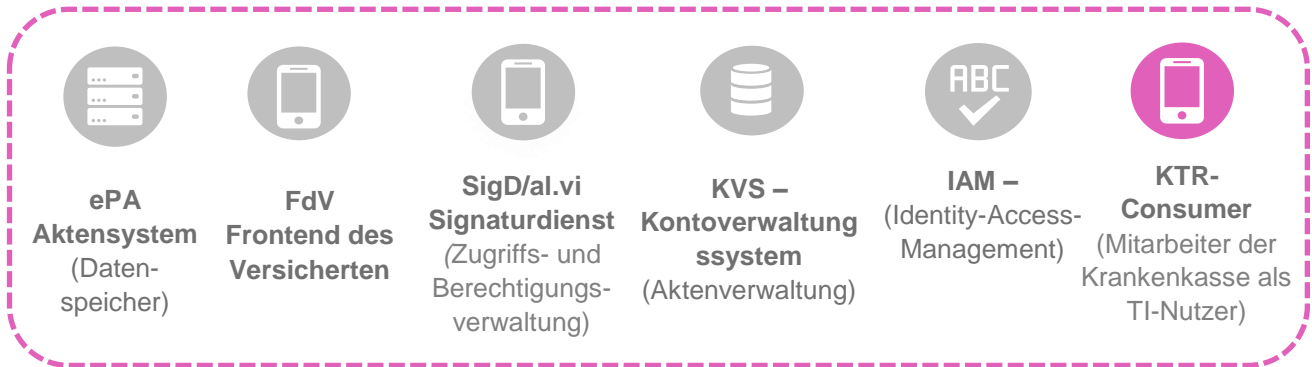 ABC
ePA
Aktensystem
(Daten-
speicher)
FdV
Frontend des
Versicherten
SigD/al.vi
Signaturdienst
(Zugriffs- und
Berechtigungs-
verwaltung)
KVS –
Kontoverwaltung
ssystem
(Aktenverwaltung)
IAM –
(Identity-Access-
Management)
KTR-
Consumer
(Mitarbeiter der
Krankenkasse als
TI-Nutzer)